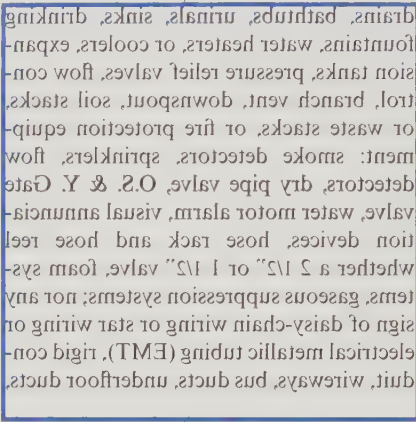 drains, bathtubs, urinals, sinks, drinking
fountains, water heaters, or coolers, expan-
sion tanks, pressure relief valves, flow con-
trol, branch vent, downspout, soil stacks,
or waste stacks, or fire protection equip-
ment: smoke detectors, sprinklers, flow
detectors, dry pipe valve, O.S. & Y. Gate
valve, water motor alarm, visual annuncia-
tion devices, hose rack and hose reel
whether a 2 1/2" or 1 1/2" valve, foam sys-
tems, gaseous suppression systems; nor any
sign of daisy-chain wiring or star wiring or
electrical metallic tubing (EMT), rigid con-
duit, wireways, bus ducts, underfloor ducts,